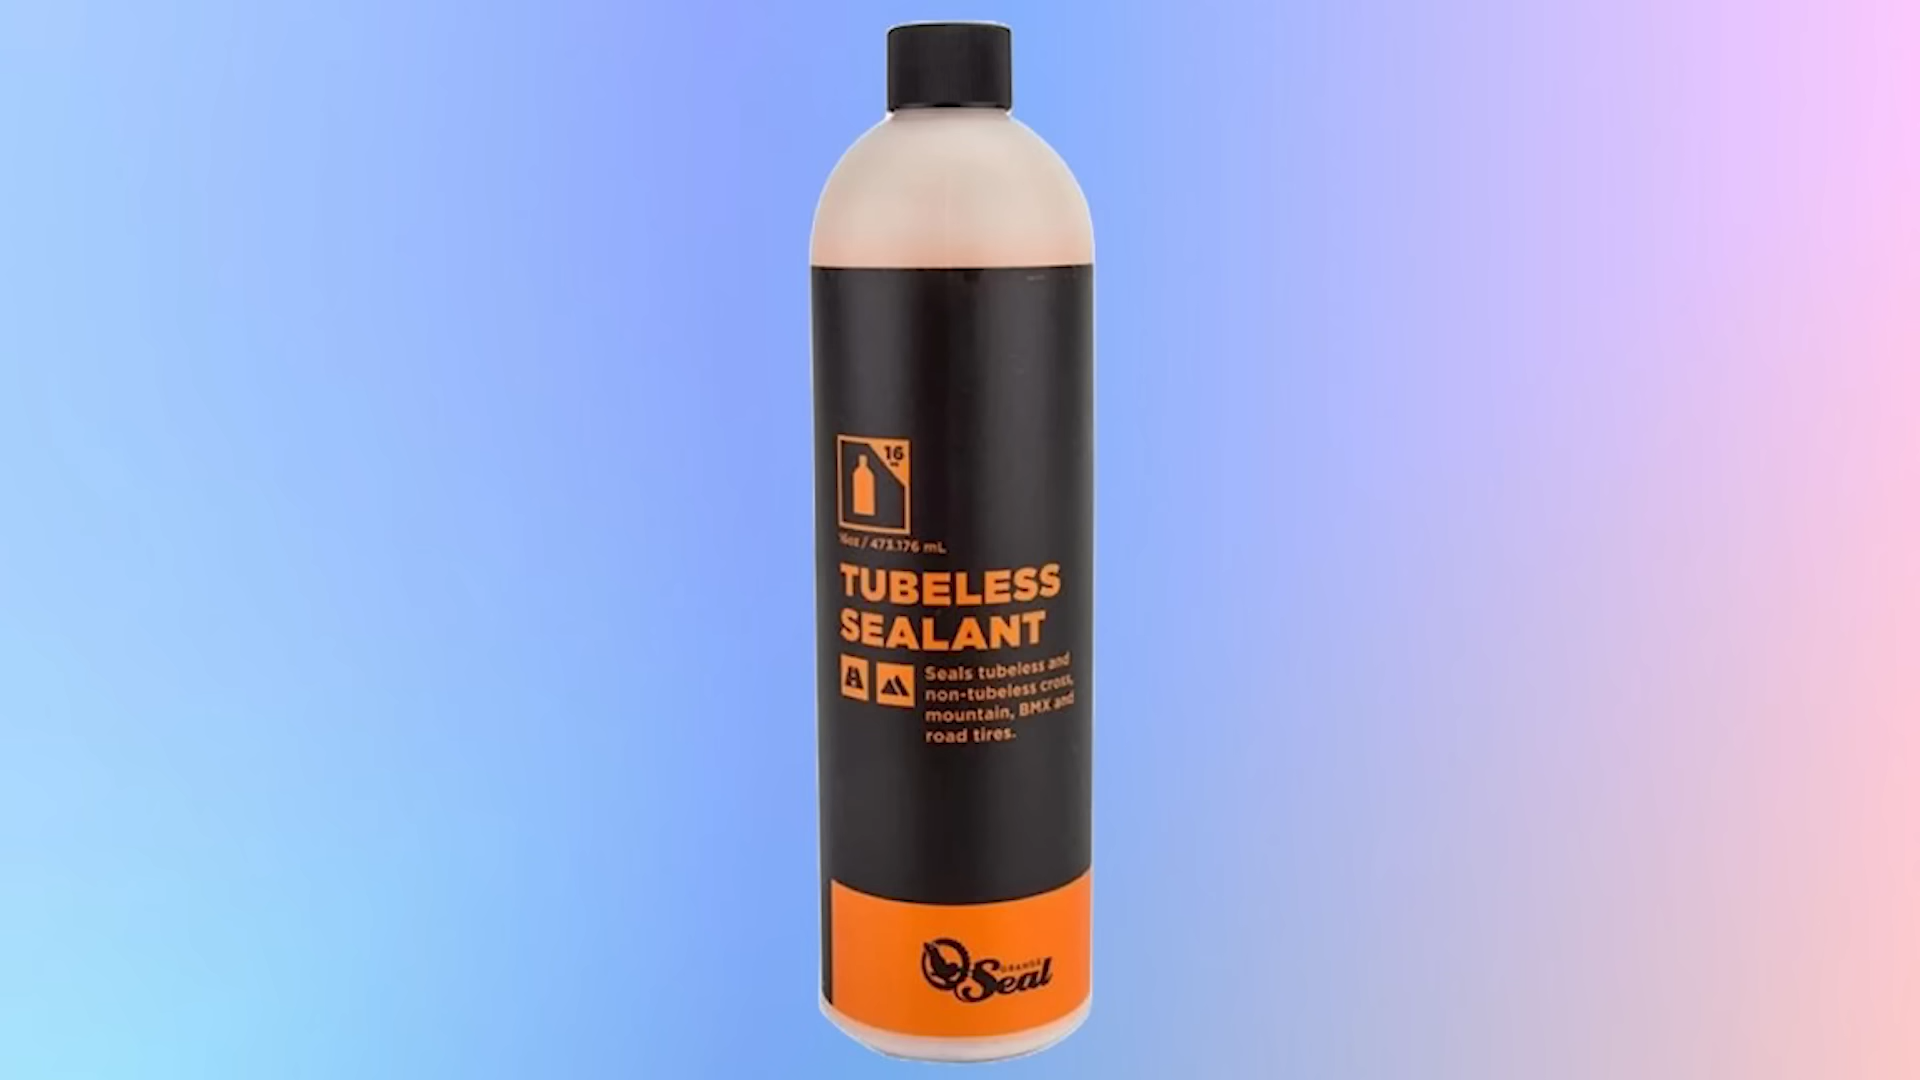 16
oz
16oz / 473.176 mL
TUBELESS
SEALANT
Seals tubeless and
non-tubeless cross,
mountain, BMX and
road tires.
ORANGE
Seal